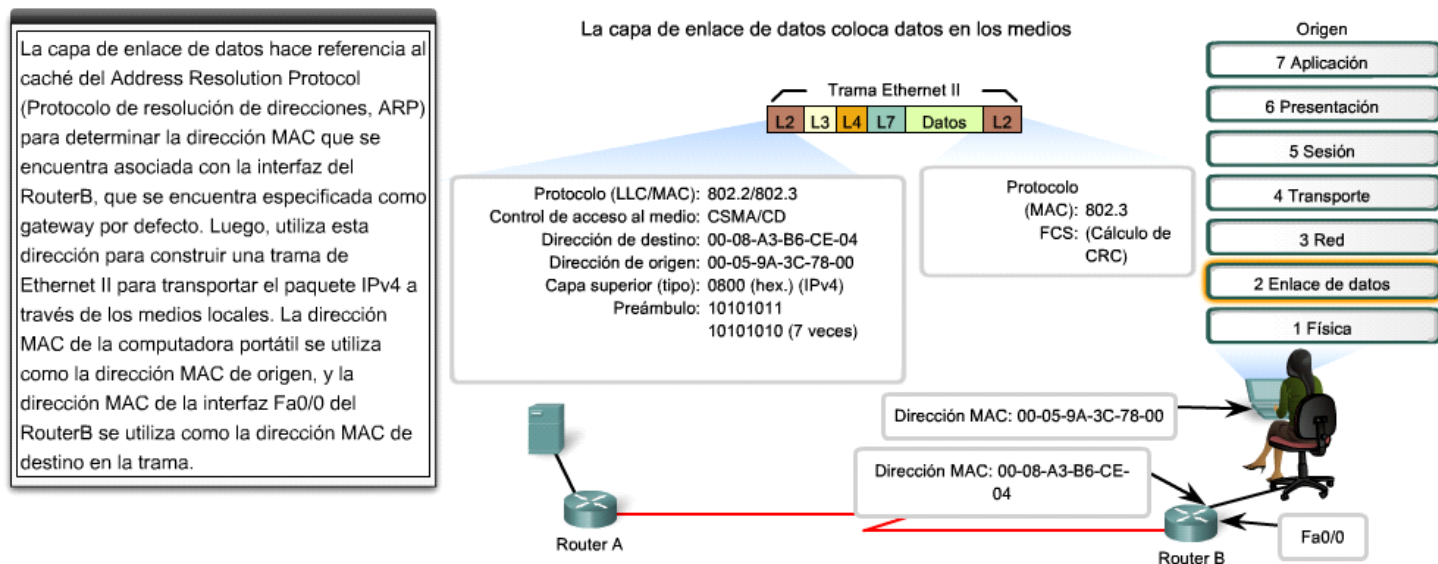 La capa de enlace de datos hace referencia al
caché del Address Resolution Protocol
(Protocolo de resolución de direcciones, ARP)
para determinar la dirección MAC que se
encuentra asociada con la interfaz del
RouterB, que se encuentra especificada como
gateway por defecto. Luego, utiliza esta
dirección para construir una trama de
Ethernet II para transportar el paquete IPv4 a
través de los medios locales. La dirección
MAC de la computadora portátil se utiliza
como la dirección MAC de origen, y la
dirección MAC de la interfaz Fa0/0 del
RouterB se utiliza como la dirección MAC de
destino en la trama.
La capa de enlace de datos coloca datos en los medios
Trama Ethernet II
L2 L3 L4 L7 Datos L2
Protocolo (LLC/MAC): 802.2/802.3
Control de acceso al medio: CSMA/CD
Dirección de destino: 00-08-A3-B6-CE-04
Dirección de origen: 00-05-9A-3C-78-00
Capa superior (tipo): 0800 (hex.) (IPv4)
Preámbulo: 10101011
10101010 (7 veces)
Protocolo
(MAC): 802.3
FCS: (Cálculo de
CRC)
Origen
7 Aplicación
6 Presentación
5 Sesión
4 Transporte
3 Red
2 Enlace de datos
1 Física
Dirección MAC: 00-05-9A-3C-78-00
Dirección MAC: 00-08-A3-B6-CE-
04
Fa0/0
Router A
Router B